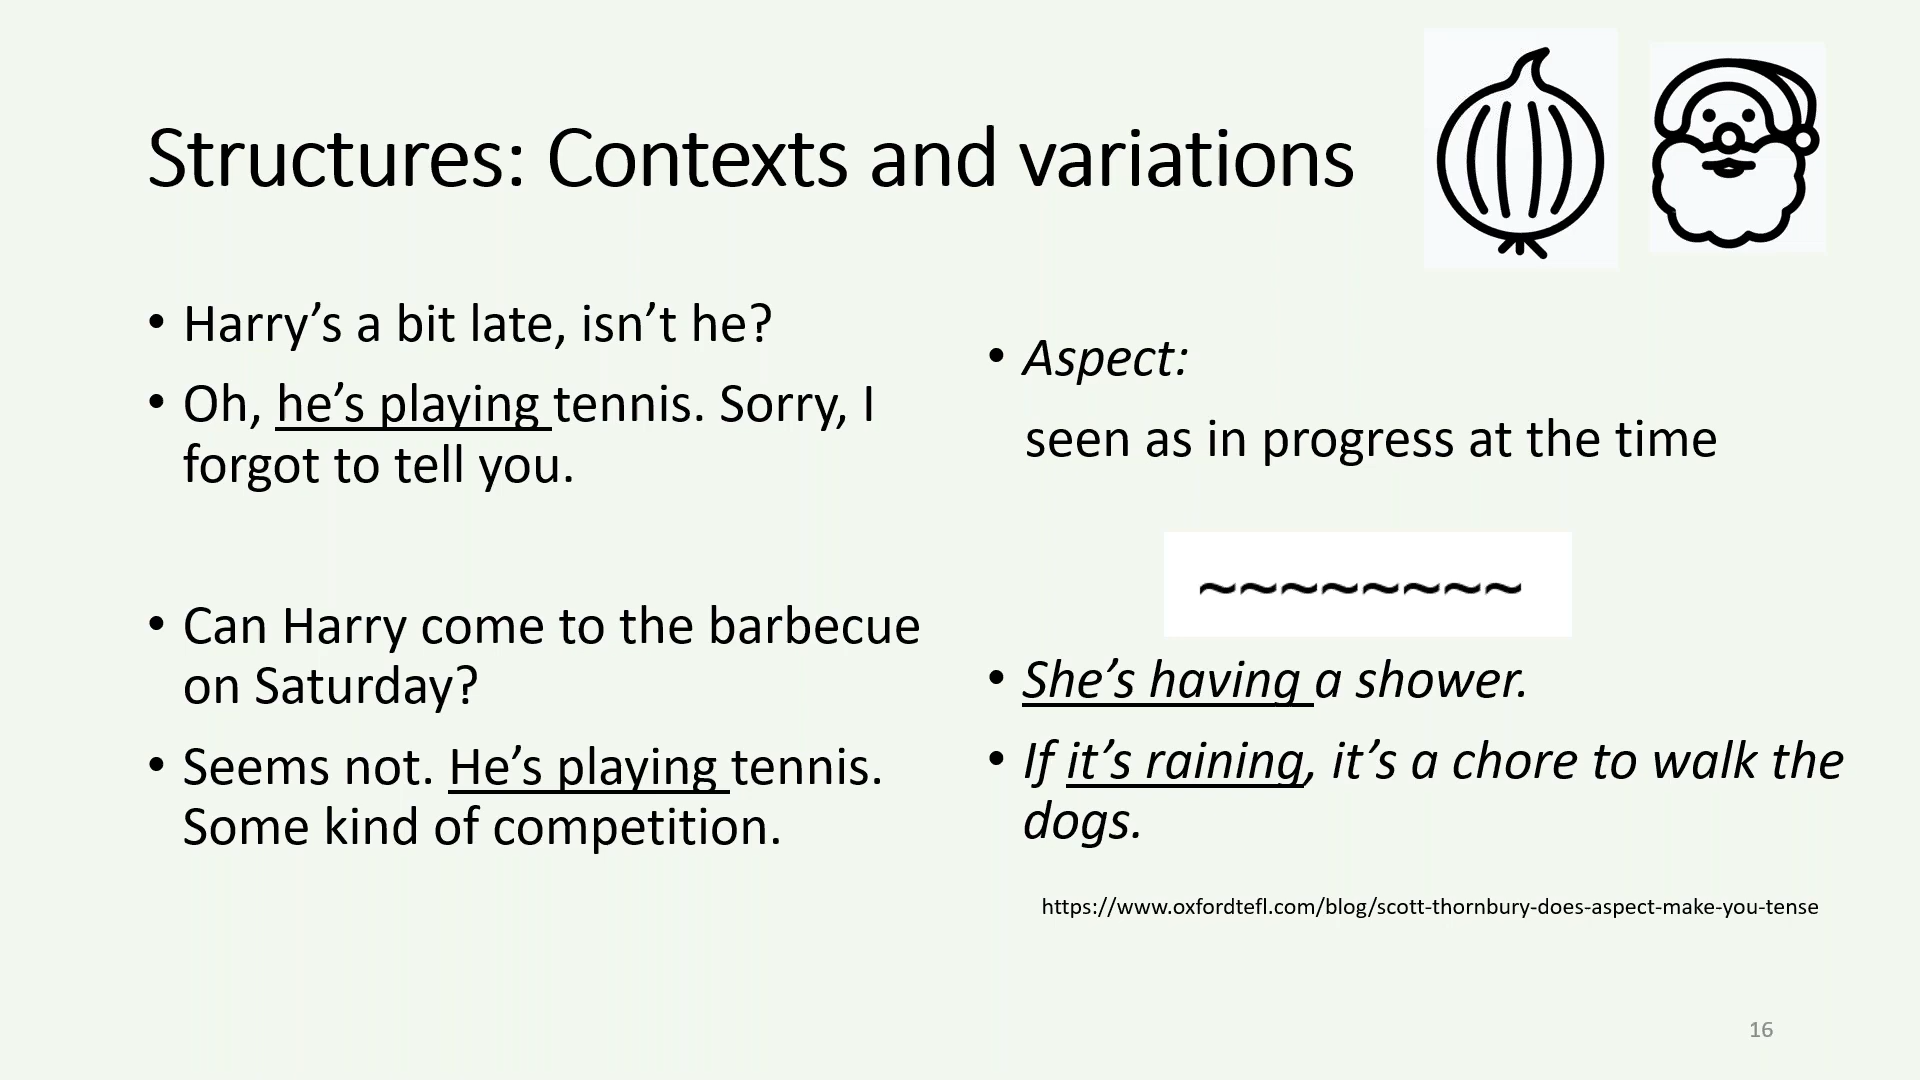 Structures: Contexts and variations
• Harry’s a bit late, isn’t he?
• Oh, he’s playing tennis. Sorry, I
forgot to tell you.
• Can Harry come to the barbecue
on Saturday?
• Seems not. He’s playing tennis.
Some kind of competition.
• Aspect:
seen as in progress at the time
~~~~~~~~
• She’s having a shower.
• If it’s raining, it’s a chore to walk the
dogs.
https://www.oxfordtefl.com/blog/scott-thornbury-does-aspect-make-you-tense
16